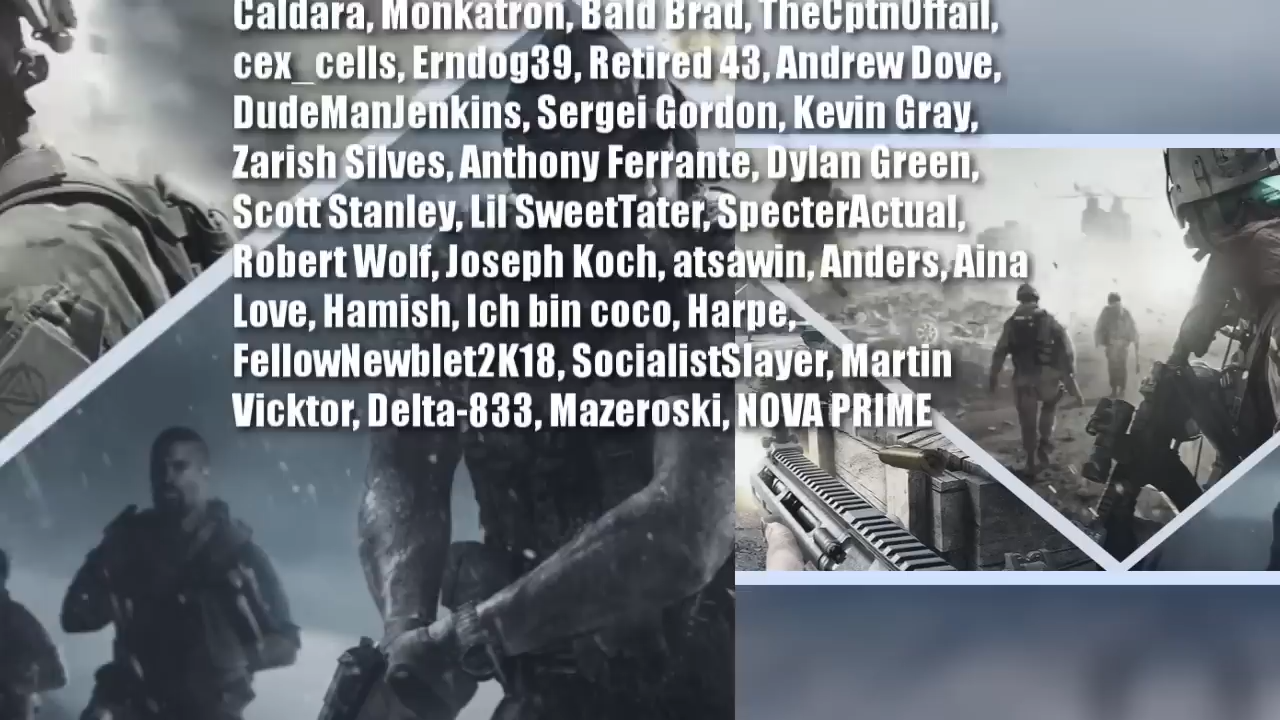 Caldara, Monkatron, Bald Brad, TheCptnUffail,
cex_cells, Erndog39, Retired 43, Andrew Dove,
DudeManJenkins, Sergei Gordon, Kevin Gray,
Zarish Silves, Anthony Ferrante, Dylan Green,
Scott Stanley, Lil SweetTater, SpecterActual,
Robert Wolf, Joseph Koch, atsawin, Anders, Aina
Love, Hamish, Ich bin coco, Harpe,
FellowNewblet2K18, SocialistSlayer, Martin
Vicktor, Delta-833, Mazeroski, NOVA PRIME